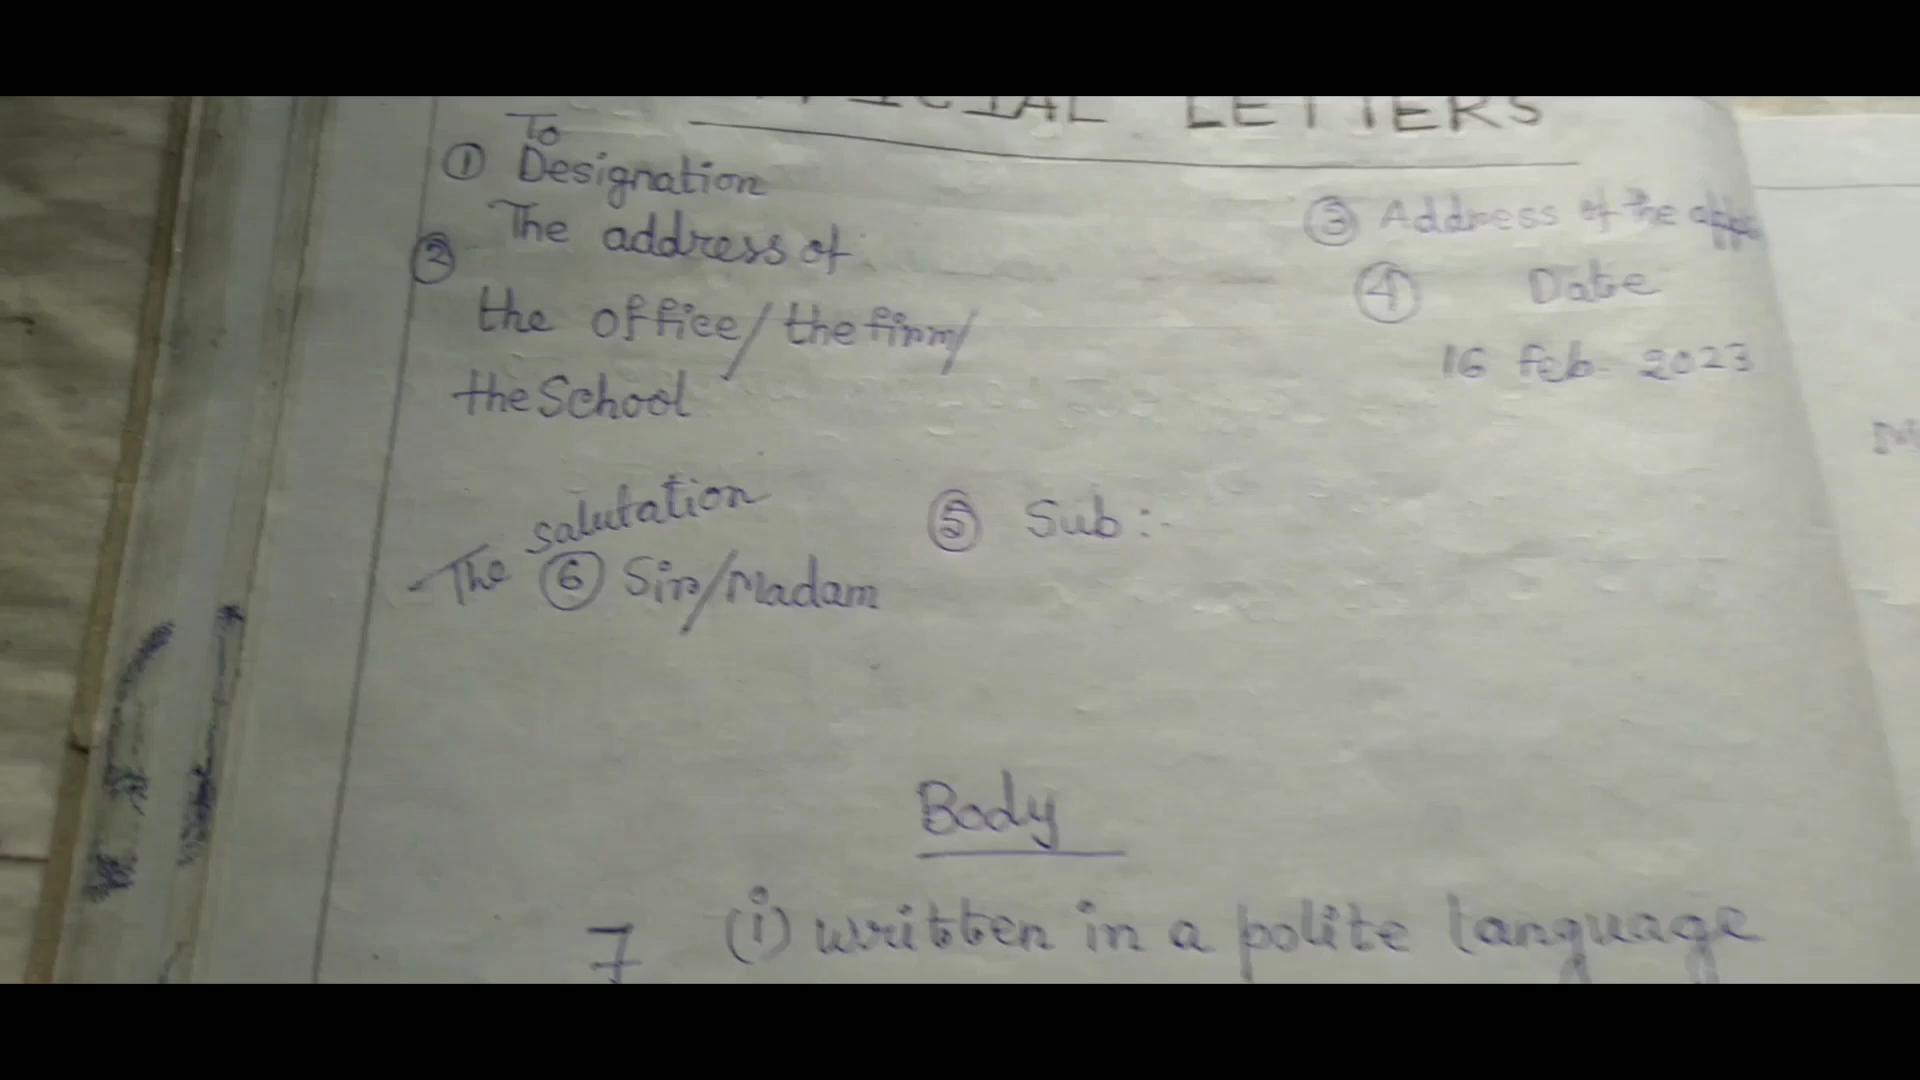 LETTERS
To
① Designation
② The address of
the office/the firm/
the School
③ Address of the
④ Date
16 Feb. 2023
⑤ Sub:-
The salutation
⑥ Sir/Madam
Body
7 (i) written in a polite language